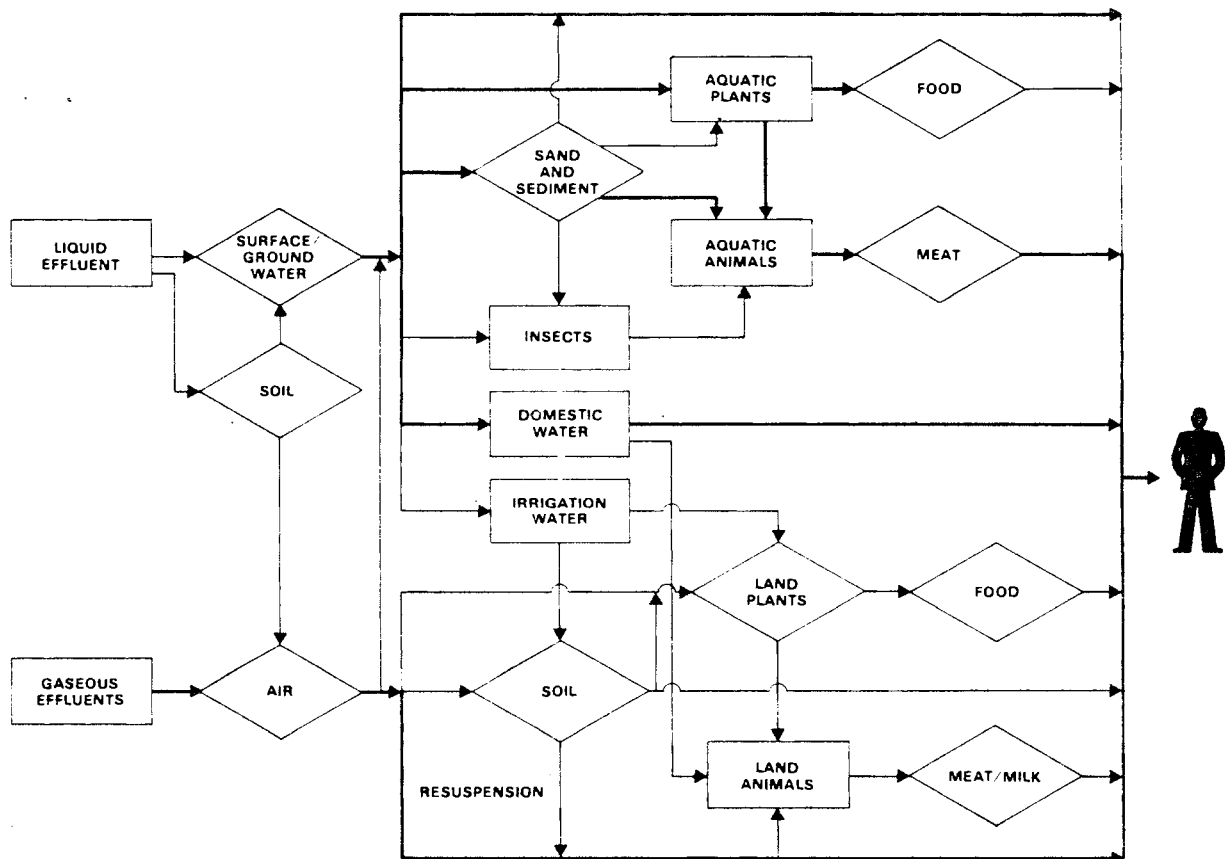 AQUATIC
PLANTS
FOOD
SAND
AND
SEDIMENT
LIQUID
EFFLUENT
SURFACE/
GROUND
WATER
AQUATIC
ANIMALS
MEAT
INSECTS
SOIL
DOMESTIC
WATER
IRRIGATION
WATER
LAND
PLANTS
FOOD
GASEOUS
EFFLUENTS
AIR
SOIL
LAND
ANIMALS
MEAT/MILK
RESUSPENSION